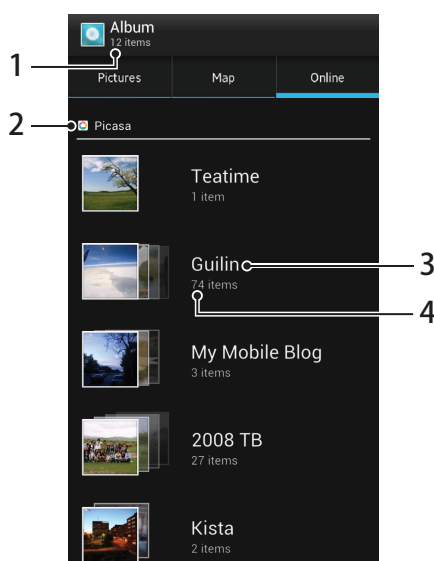 Album
12 items
1
Pictures Map Online
2
Picasa
Teatime
1 item
Guilin
3
74 items
4
My Mobile Blog
3 items
2008 TB
27 items
Kista
2 items